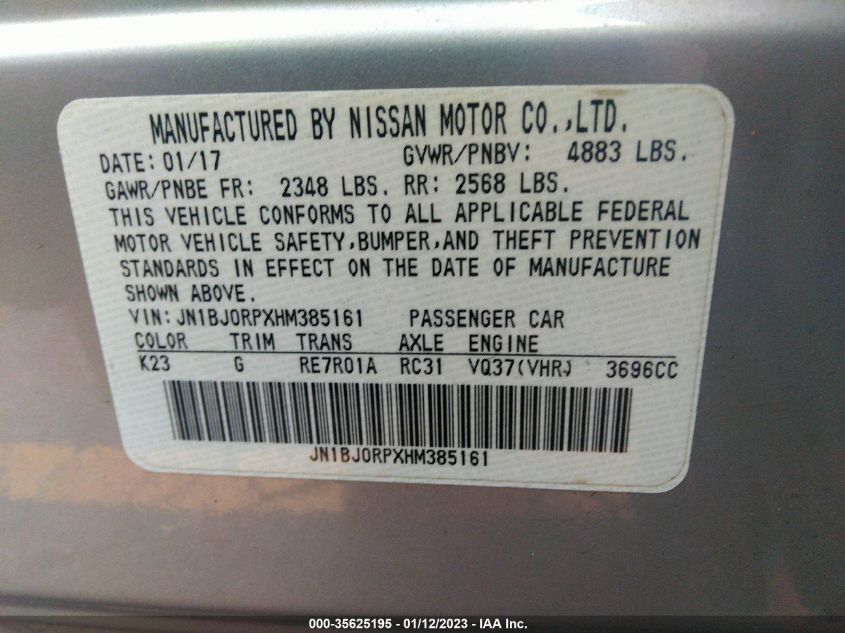 MANUFACTURED BY NISSAN MOTOR CO.,LTD.
DATE: 01/17 GVWR/PNBV: 4883 LBS.
GAWR/PNBE FR: 2348 LBS. RR: 2568 LBS.
THIS VEHICLE CONFORMS TO ALL APPLICABLE FEDERAL
MOTOR VEHICLE SAFETY,BUMPER,AND THEFT PREVENTION
STANDARDS IN EFFECT ON THE DATE OF MANUFACTURE
SHOWN ABOVE.
VIN: JN1BJ0RPXHM385161 PASSENGER CAR
COLOR TRIM TRANS AXLE ENGINE
K23 G RE7R01A RC31 VQ37(VHR) 3696CC
JN1BJ0RPXHM385161
000-35625195 - 01/12/2023 - IAA Inc.